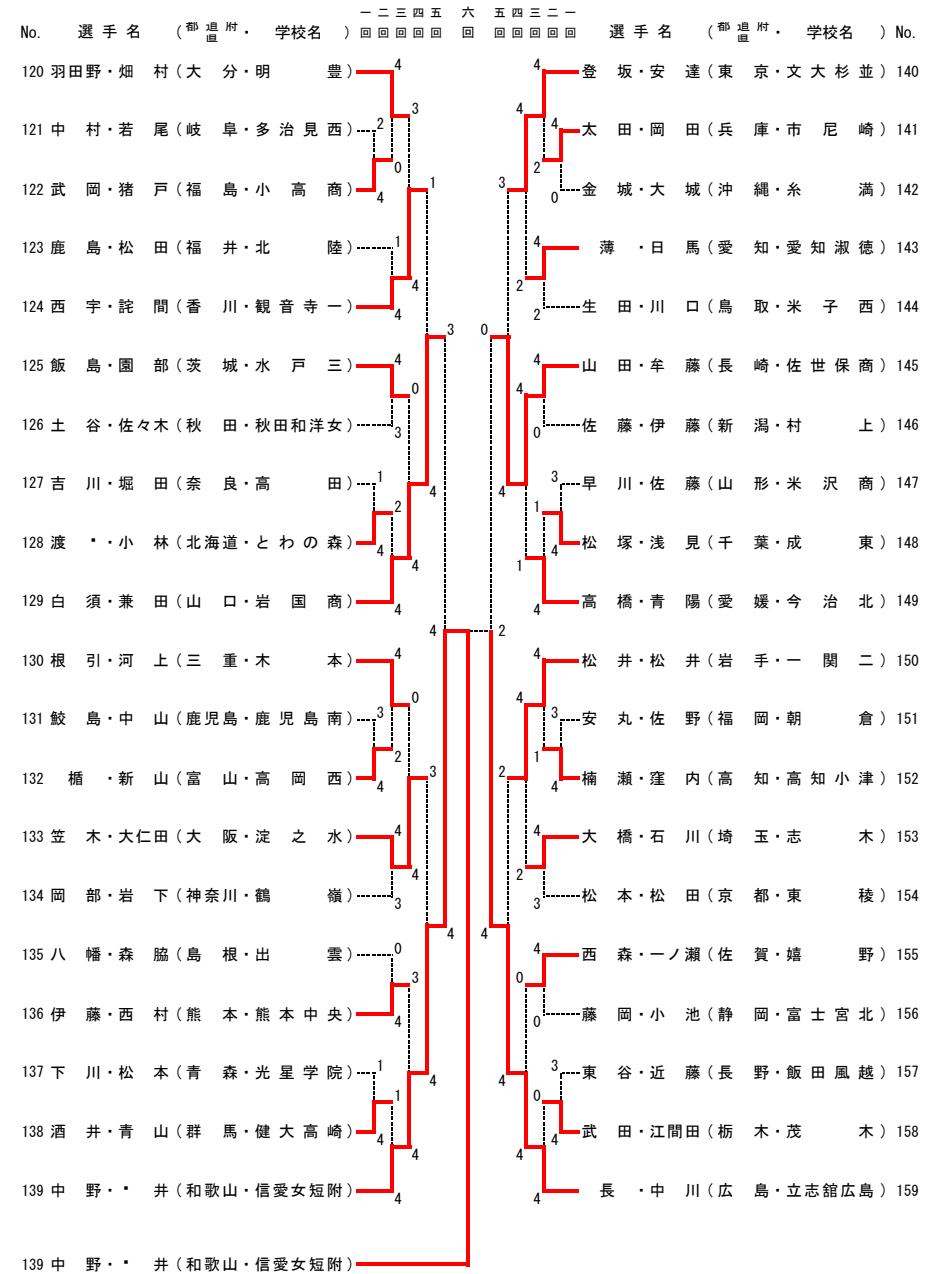 一 二 三 四 五 六 五 四 三 二 一
No. 選 手 名 (都道府県・ 学校名 ) 回 回 回 回 回 回 回 回 回 回 回 選 手 名 (都道府県・ 学校名 ) No.
120 羽田野・畑 村 (大 分・明 豊) 4 4 登 坂・安 達 (東 京・文 大 杉 並) 140
3 4
121 中 村・若 尾 (岐 阜・多 治 見 西) 2 4 太 田・岡 田 (兵 庫・市 尼 崎) 141
0 2
122 武 岡・猪 戸 (福 島・小 高 商) 4 1 3 0 金 城・大 城 (沖 縄・糸 満) 142
123 鹿 島・松 田 (福 井・北 陸) 1 4 薄 ・日 馬 (愛 知・愛 知 淑 徳) 143
4 2
124 西 宇・詫 間 (香 川・観 音 寺 一) 4 2 生 田・川 口 (鳥 取・米 子 西) 144
3 0
125 飯 島・園 部 (茨 城・水 戸 三) 4 4 山 田・牟 藤 (長 崎・佐 世 保 商) 145
0 4
126 土 谷・佐々木 (秋 田・秋田和洋女) 3 0 佐 藤・伊 藤 (新 潟・村 上) 146
127 吉 川・堀 田 (奈 良・高 田) 1 4 4 3 早 川・佐 藤 (山 形・米 沢 商) 147
2 1
128 渡 ・・小 林 (北海道・と わ の 森) 4 4 松 塚・浅 見 (千 葉・成 東) 148
4 1
129 白 須・兼 田 (山 口・岩 国 商) 4 4 高 橋・青 陽 (愛 媛・今 治 北) 149
4 2
130 根 引・河 上 (三 重・木 本) 4 4 松 井・松 井 (岩 手・一 関 二) 150
0 4
131 鮫 島・中 山 (鹿児島・鹿 児 島 南) 3 3 安 丸・佐 野 (福 岡・朝 倉) 151
2 1
132 楯 ・新 山 (富 山・高 岡 西) 4 3 2 4 楠 瀬・窪 内 (高 知・高 知 小 津) 152
133 笠 木・大仁田 (大 阪・淀 之 水) 4 4 大 橋・石 川 (埼 玉・志 木) 153
4 2
134 岡 部・岩 下 (神奈川・鶴 嶺) 3 3 松 本・松 田 (京 都・東 稜) 154
4 4
135 八 幡・森 脇 (島 根・出 雲) 0 4 西 森・一ノ瀬 (佐 賀・嬉 野) 155
3 0
136 伊 藤・西 村 (熊 本・熊 本 中 央) 4 0 藤 岡・小 池 (静 岡・富 士 宮 北) 156
137 下 川・松 本 (青 森・光 星 学 院) 1 4 4 3 東 谷・近 藤 (長 野・飯 田 風 越) 157
1 0
138 酒 井・青 山 (群 馬・健 大 高 崎) 4 4 武 田・江間田 (栃 木・茂 木) 158
4 4
139 中 野・・ 井 (和歌山・信愛女短附) 4 4 長 ・中 川 (広 島・立志舘広島) 159
139 中 野・・ 井 (和歌山・信愛女短附)